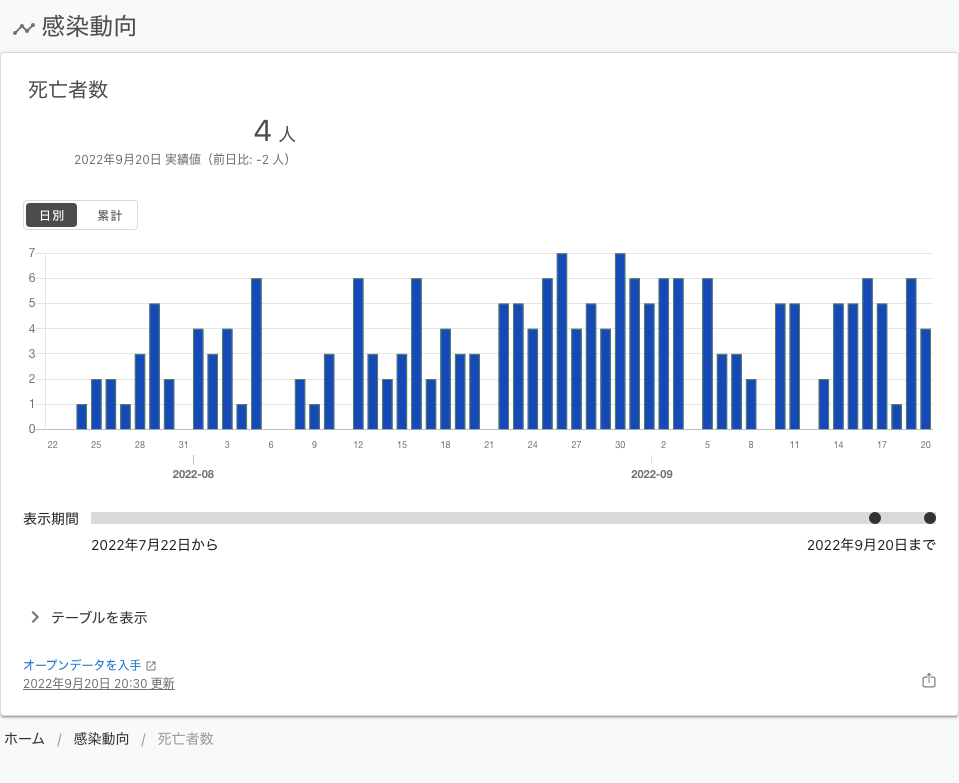 感染動向
死亡者数
4 人
2022年9月20日 実績値（前日比: -2 人）
日別 累計
7
6
5
4
3
2
1
0
22 25 28 31 3 6 9 12 15 18 21 24 27 30 2 5 8 11 14 17 20
2022-08 2022-09
表示期間
2022年7月22日から 2022年9月20日まで
テーブルを表示
オープンデータを入手
2022年9月20日 20:30 更新
ホーム / 感染動向 / 死亡者数